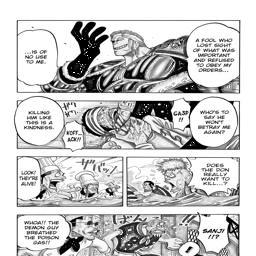 A FOOL WHO
LOST SIGHT
OF WHAT WAS
IMPORTANT
AND REFUSED
TO OBEY MY
ORDERS...
...IS OF
NO USE
TO ME.
WHO'S TO
SAY HE
WON'T
BETRAY ME
AGAIN?
GASP
!!
KILLING
HIM LIKE
THIS IS A
KINDNESS.
KOFF...
ACK!!
DOES
THE DON
REALLY
WANT TO
KILL...?
LOOK!
THEY'RE
ALIVE!
SANJI
!!?
WHOA!! THE
DEMON GUY
BREATHED
THE POISON
GAS!!